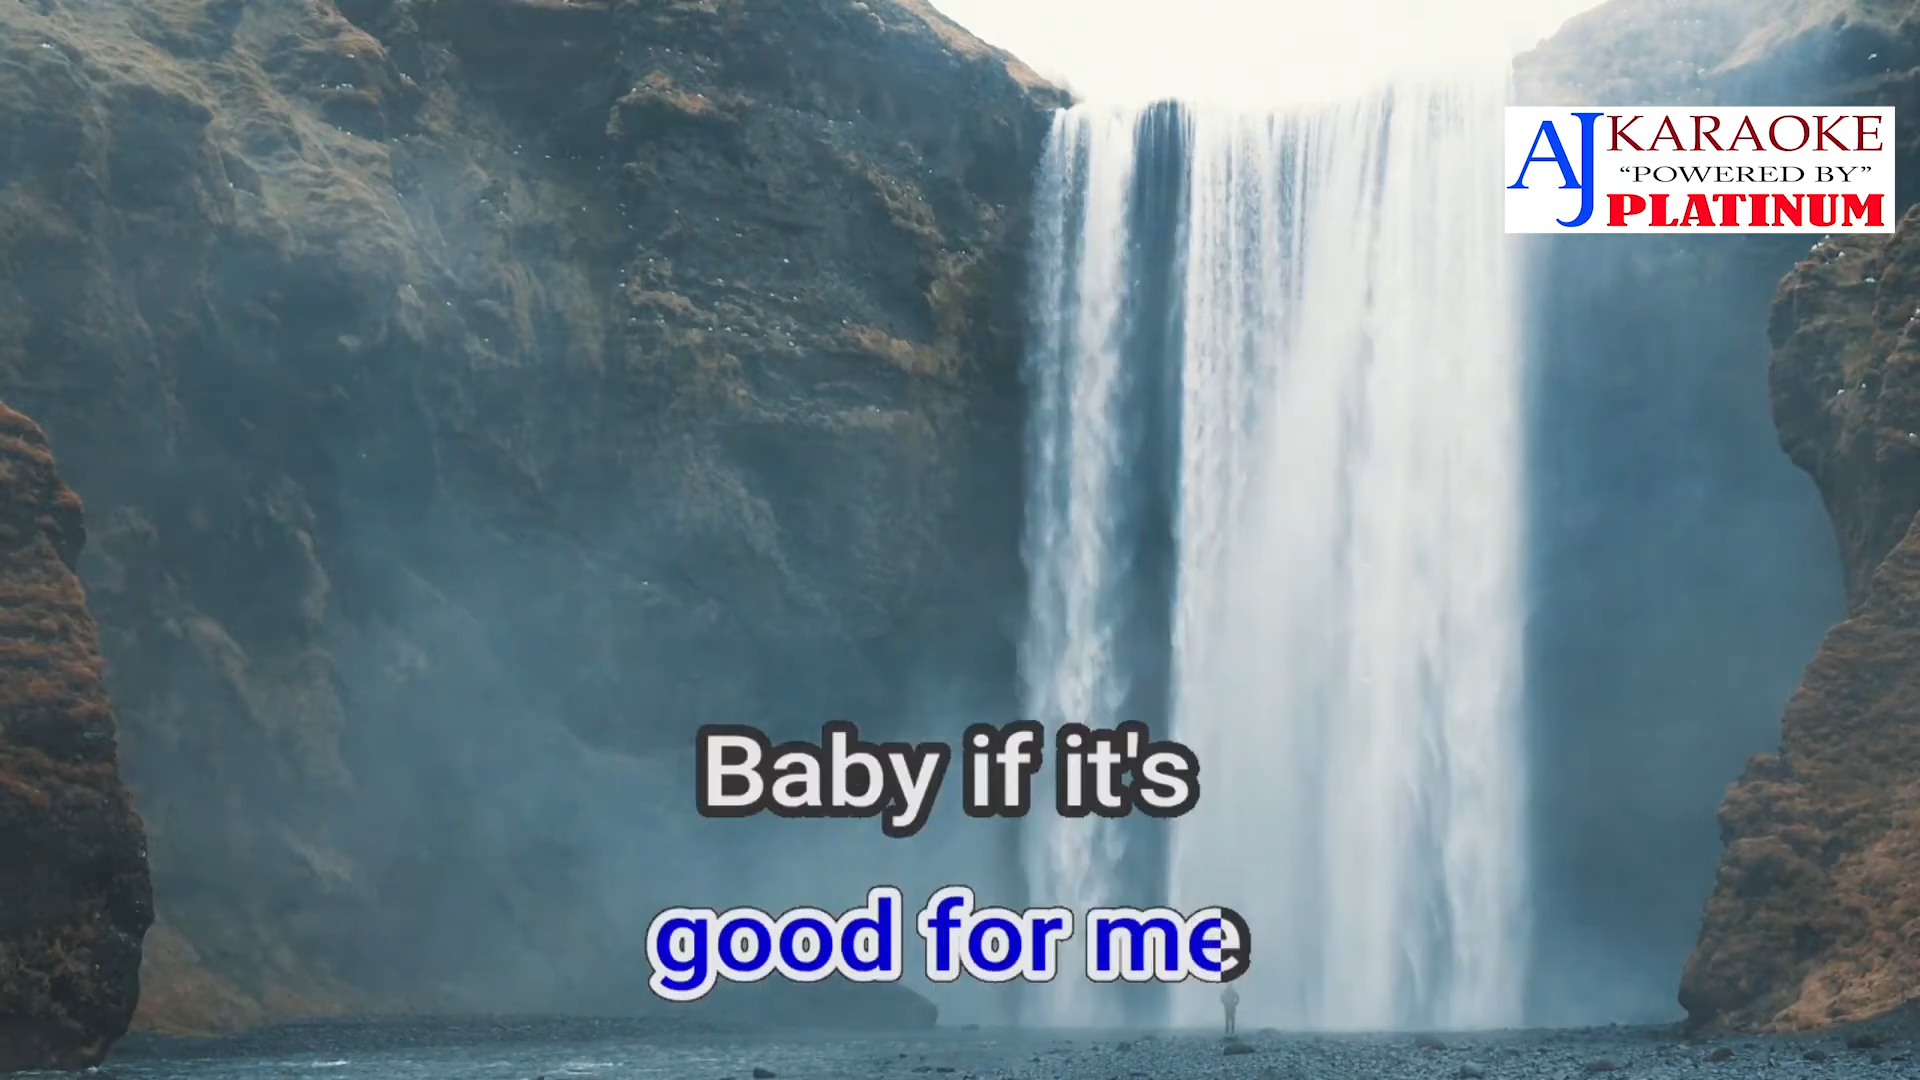 AJ KARAOKE
“POWERED BY”
PLATINUM
Baby if it's
good for me